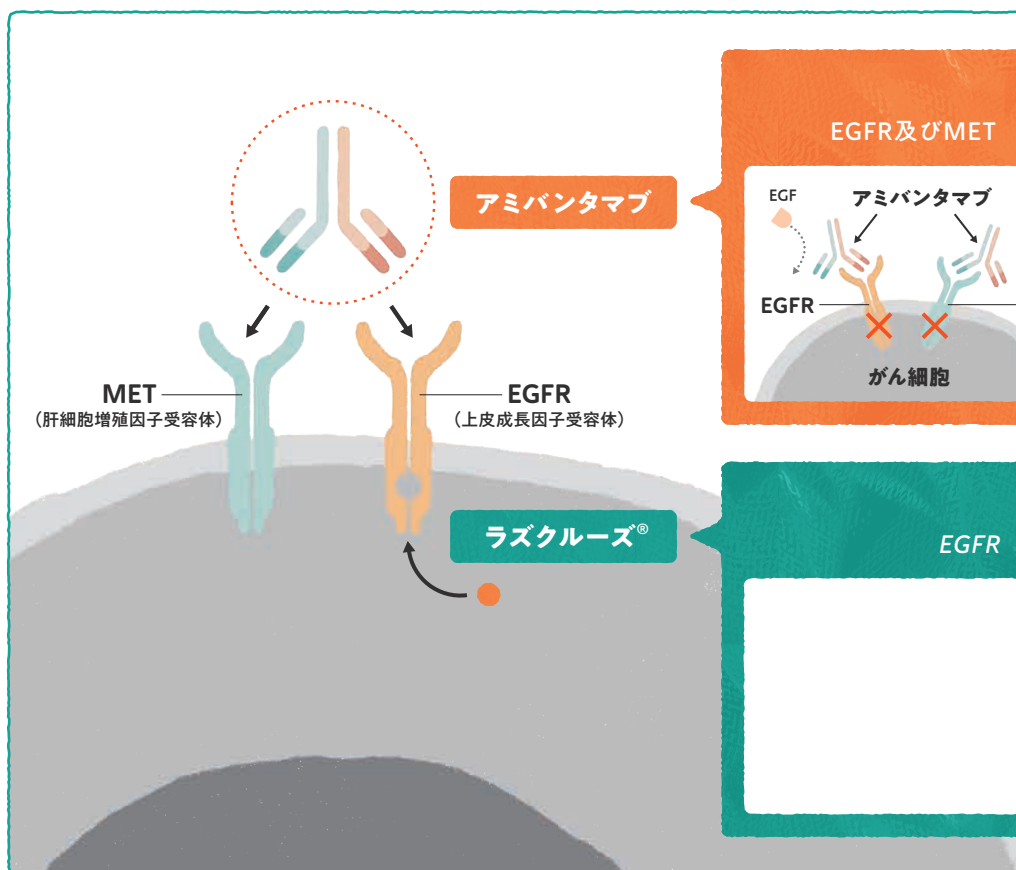 EGFR及びMET
アミバンタマブ
EGF
アミバンタマブ
EGFR
がん細胞
MET
(肝細胞増殖因子受容体)
EGFR
(上皮成長因子受容体)
ラズクルーズ®
EGFR